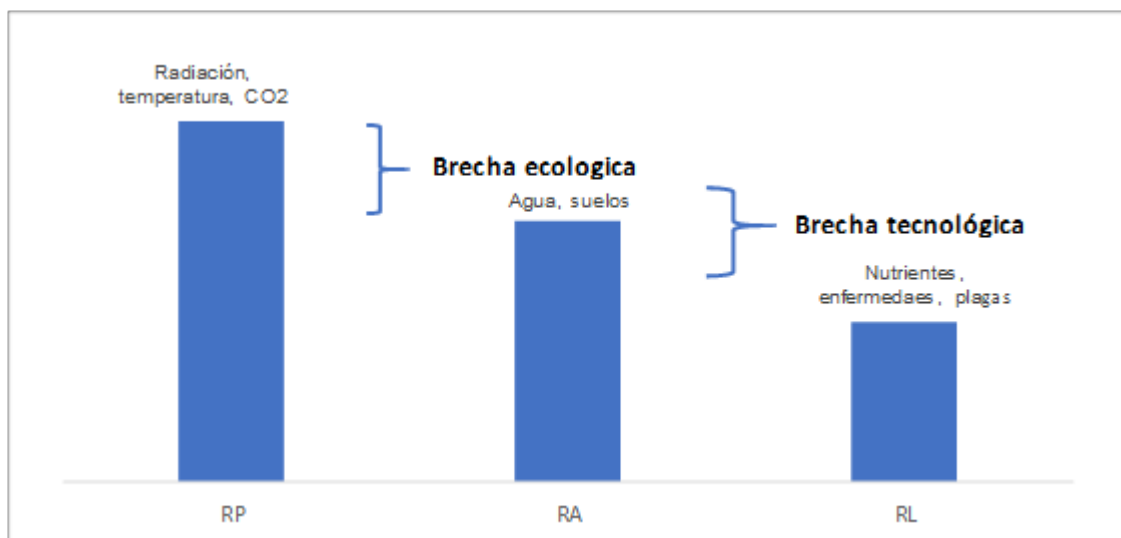 Radiación,
temperatura, CO2
Brecha ecologica
Agua, suelos
Brecha tecnológica
Nutrientes,
enfermedaes, plagas
RP
RA
RL